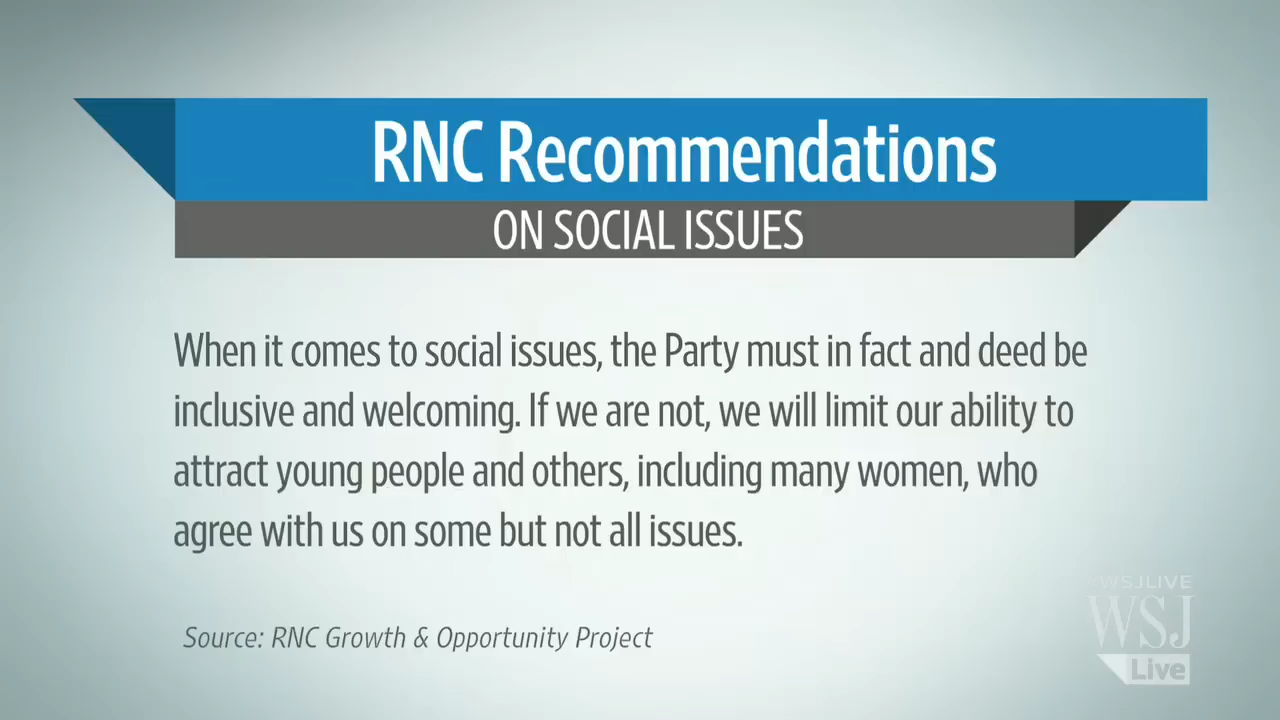 RNC Recommendations
ON SOCIAL ISSUES
When it comes to social issues, the Party must in fact and deed be
inclusive and welcoming. If we are not, we will limit our ability to
attract young people and others, including many women, who
agree with us on some but not all issues.
Source: RNC Growth & Opportunity Project
WSJLIVE
WSJ
Live